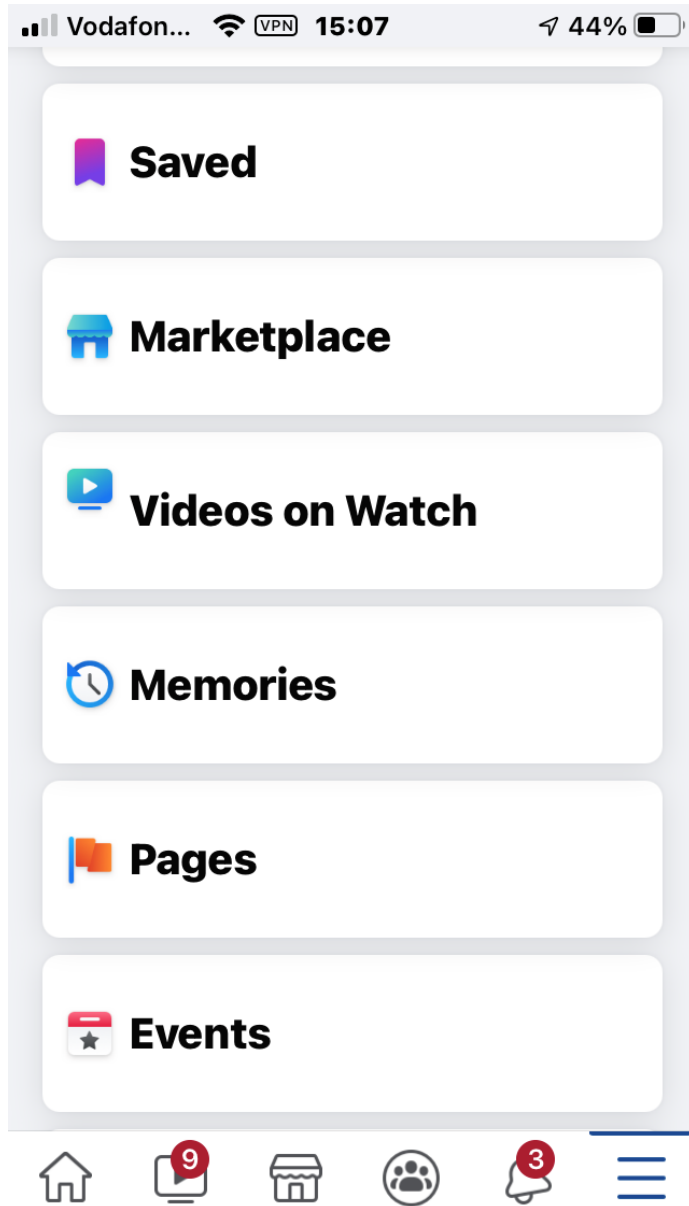 Vodafon... VPN 15:07 44%
Saved
Marketplace
Videos on Watch
Memories
Pages
Events
9 3